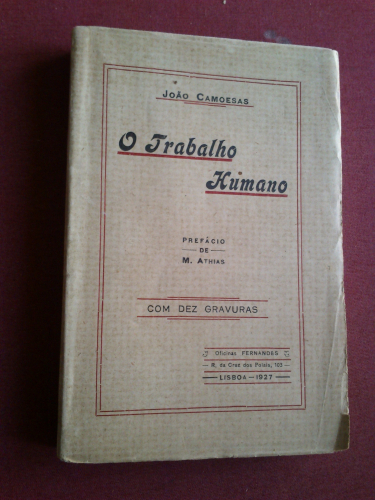 JOÃO CAMOESAS
O Trabalho
Humano
PREFÁCIO
DE
M. ATHIAS
COM DEZ GRAVURAS
Oficinas FERNANDES
R. da Cruz dos Poiais, 103
LISBOA — 1927